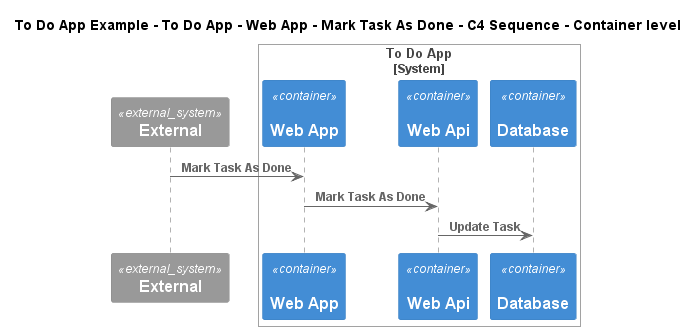 To Do App Example - To Do App - Web App - Mark Task As Done - C4 Sequence - Container level
To Do App
[System]
«external_system»
External
«container»
Web App
«container»
Web Api
«container»
Database
Mark Task As Done
Mark Task As Done
Update Task
«external_system»
External
«container»
Web App
«container»
Web Api
«container»
Database